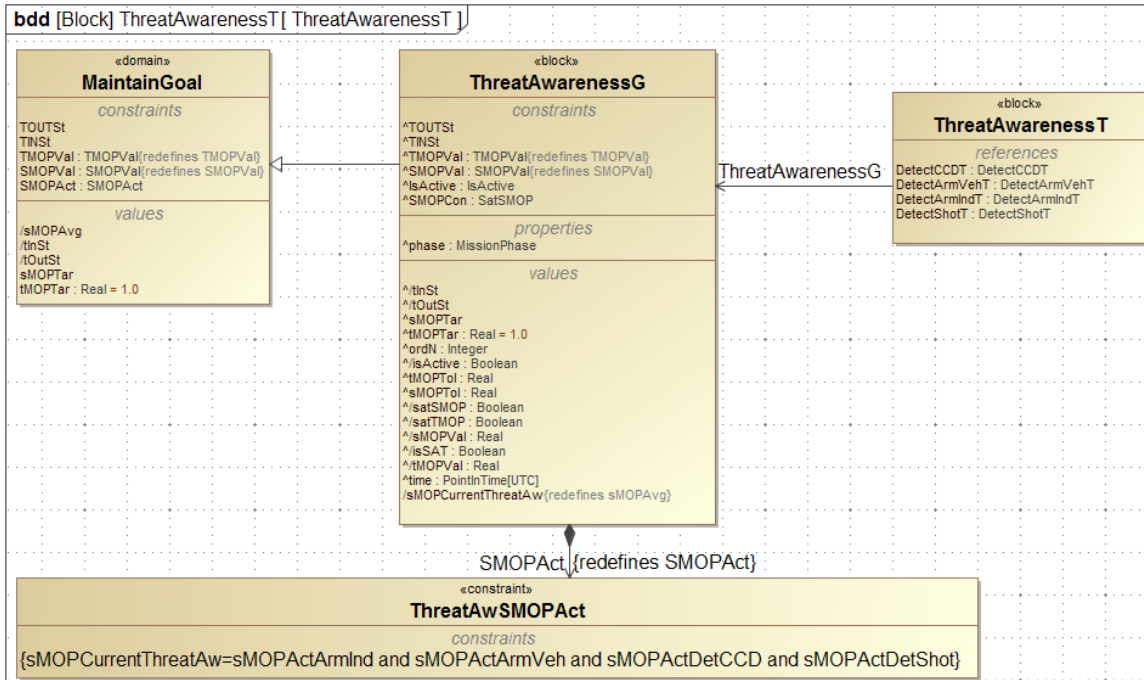 bdd [Block] ThreatAwarenessT[ ThreatAwarenessT ]
«domain»
MaintainGoal
constraints
TOUTSt
TINSt
TMOPVal : TMOPVal{redefines TMOPVal}
SMOPVal : SMOPVal{redefines SMOPVal}
SMOPAct : SMOPAct
values
/sMOPAvg
/tInSt
/tOutSt
sMOPTar
tMOPTar : Real = 1.0
«block»
ThreatAwarenessG
constraints
^TOUTSt
^TINSt
^TMOPVal : TMOPVal{redefines TMOPVal}
^SMOPVal : SMOPVal{redefines SMOPVal}
^IsActive : IsActive
^SMOPCon : SatSMOP
properties
^phase : MissionPhase
values
^/tInSt
^/tOutSt
^sMOPTar
^tMOPTar : Real = 1.0
^ordN : Integer
^/isActive : Boolean
^tMOPTol : Real
^sMOPTol : Real
^/satSMOP : Boolean
^/satTMOP : Boolean
^/sMOPVal : Real
^/isSAT : Boolean
^/tMOPVal : Real
^time : PointInTime[UTC]
/sMOPCurrentThreatAw{redefines sMOPAvg}
ThreatAwarenessG
«block»
ThreatAwarenessT
references
DetectCCDT : DetectCCDT
DetectArmVehT : DetectArmVehT
DetectArmIndT : DetectArmIndT
DetectShotT : DetectShotT
SMOPAct {redefines SMOPAct}
«constraint»
ThreatAwSMOPAct
constraints
{sMOPCurrentThreatAw=sMOPActArmInd and sMOPActArmVeh and sMOPActDetCCD and sMOPActDetShot}